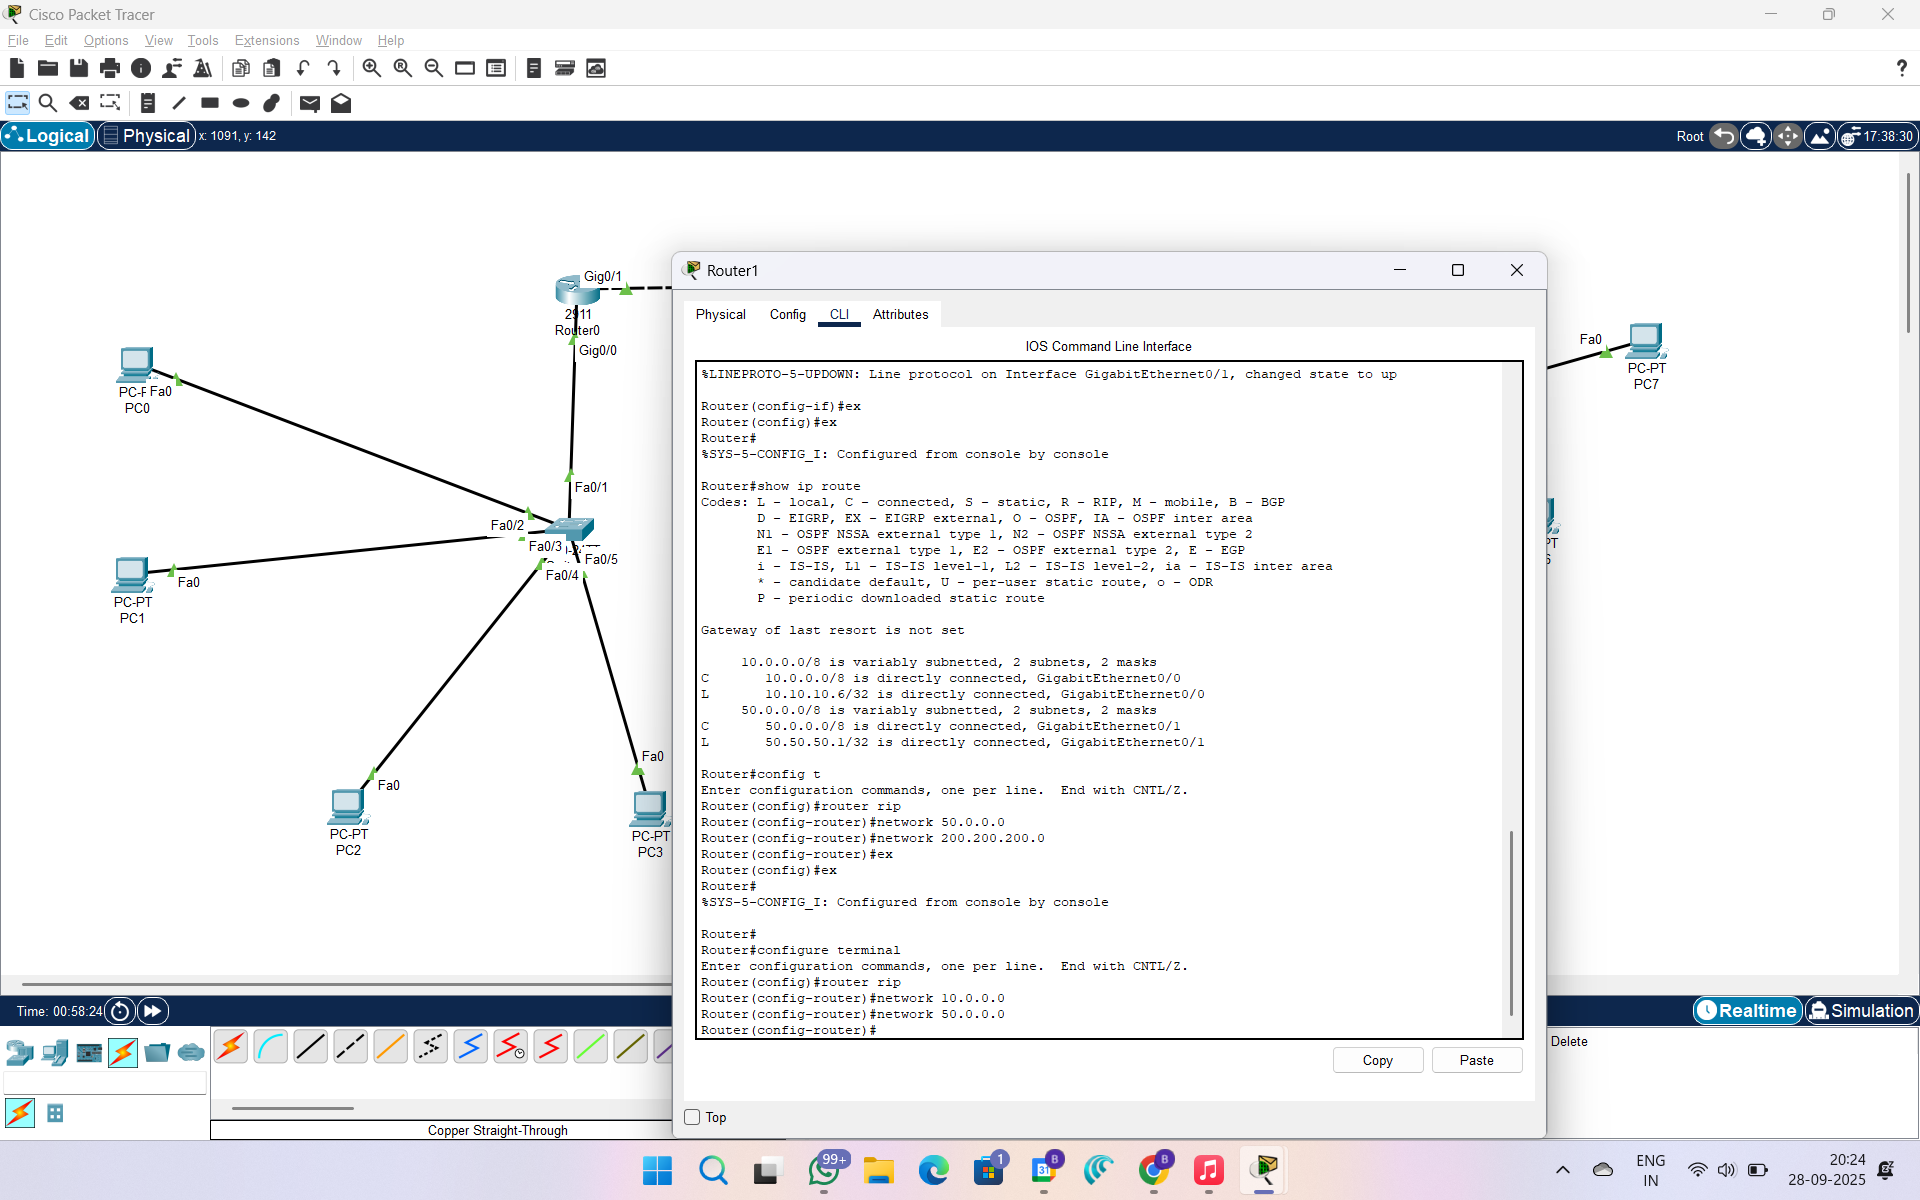 Cisco Packet Tracer
File Edit Options View Tools Extensions Window Help
Logical Physical x: 1091, y: 142
Root 17:38:30
Gig0/1
2911
Router0
Gig0/0
Fa0
PC0
Fa0/1
Fa0/2
Fa0/3
Fa0/5
Fa0/4
Fa0
PC-PT
PC1
Fa0
PC-PT
PC2
Fa0
PC-PT
PC3
Fa0
PC-PT
PC7
Router1
Physical Config CLI Attributes
IOS Command Line Interface
%LINEPROTO-5-UPDOWN: Line protocol on Interface GigabitEthernet0/1, changed state to up
Router(config-if)#ex
Router(config)#ex
Router#
%SYS-5-CONFIG_I: Configured from console by console
Router#show ip route
Codes: L - local, C - connected, S - static, R - RIP, M - mobile, B - BGP
D - EIGRP, EX - EIGRP external, O - OSPF, IA - OSPF inter area
N1 - OSPF NSSA external type 1, N2 - OSPF NSSA external type 2
E1 - OSPF external type 1, E2 - OSPF external type 2, E - EGP
i - IS-IS, L1 - IS-IS level-1, L2 - IS-IS level-2, ia - IS-IS inter area
* - candidate default, U - per-user static route, o - ODR
P - periodic downloaded static route
Gateway of last resort is not set
10.0.0.0/8 is variably subnetted, 2 subnets, 2 masks
C 10.0.0.0/8 is directly connected, GigabitEthernet0/0
L 10.10.10.6/32 is directly connected, GigabitEthernet0/0
50.0.0.0/8 is variably subnetted, 2 subnets, 2 masks
C 50.0.0.0/8 is directly connected, GigabitEthernet0/1
L 50.50.50.1/32 is directly connected, GigabitEthernet0/1
Router#config t
Enter configuration commands, one per line. End with CNTL/Z.
Router(config)#router rip
Router(config-router)#network 50.0.0.0
Router(config-router)#network 200.200.200.0
Router(config-router)#ex
Router(config)#ex
Router#
%SYS-5-CONFIG_I: Configured from console by console
Router#
Router#configure terminal
Enter configuration commands, one per line. End with CNTL/Z.
Router(config)#router rip
Router(config-router)#network 10.0.0.0
Router(config-router)#network 50.0.0.0
Router(config-router)#
Copy Paste
Top
Time: 00:58:24
Realtime Simulation
Delete
Copper Straight-Through
99+
1
31
B
B
ENG
IN
20:24
28-09-2025